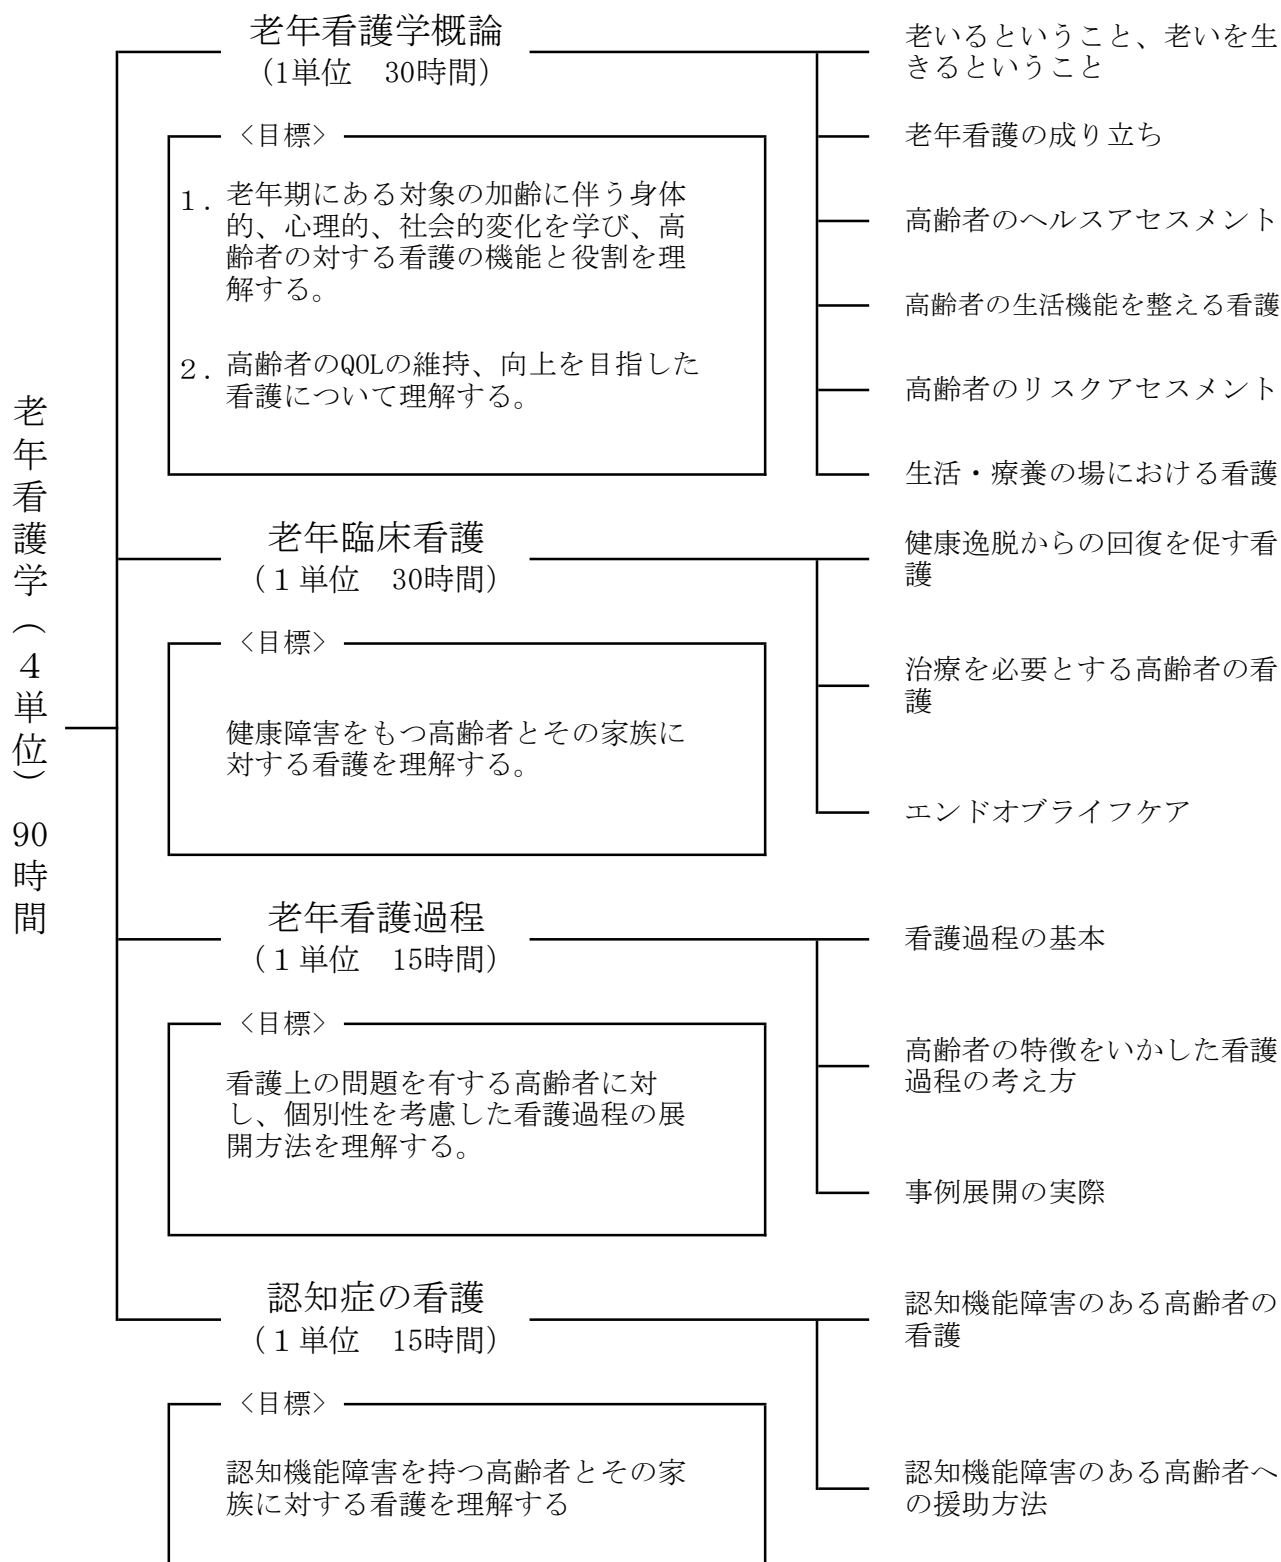 老年看護学(4単位)90時間
老年看護学概論
(1単位　30時間)
<目標>
1. 老年期にある対象の加齢に伴う身体
的、心理的、社会的変化を学び、高
齢者の対する看護の機能と役割を理
解する。
2. 高齢者のQOLの維持、向上を目指した
看護について理解する。
老いるということ、老いを生
きるということ
老年看護の成り立ち
高齢者のヘルスアセスメント
高齢者の生活機能を整える看護
高齢者のリスクアセスメント
生活・療養の場における看護
老年臨床看護
(1単位　30時間)
<目標>
健康障害をもつ高齢者とその家族に
対する看護を理解する。
健康逸脱からの回復を促す看
護
治療を必要とする高齢者の看
護
エンドオブライフケア
老年看護過程
(1単位　15時間)
<目標>
看護上の問題を有する高齢者に対
し、個別性を考慮した看護過程の展
開方法を理解する。
看護過程の基本
高齢者の特徴をいかした看護
過程の考え方
事例展開の実際
認知症の看護
(1単位　15時間)
<目標>
認知機能障害を持つ高齢者とその家
族に対する看護を理解する
認知機能障害のある高齢者の
看護
認知機能障害のある高齢者へ
の援助方法